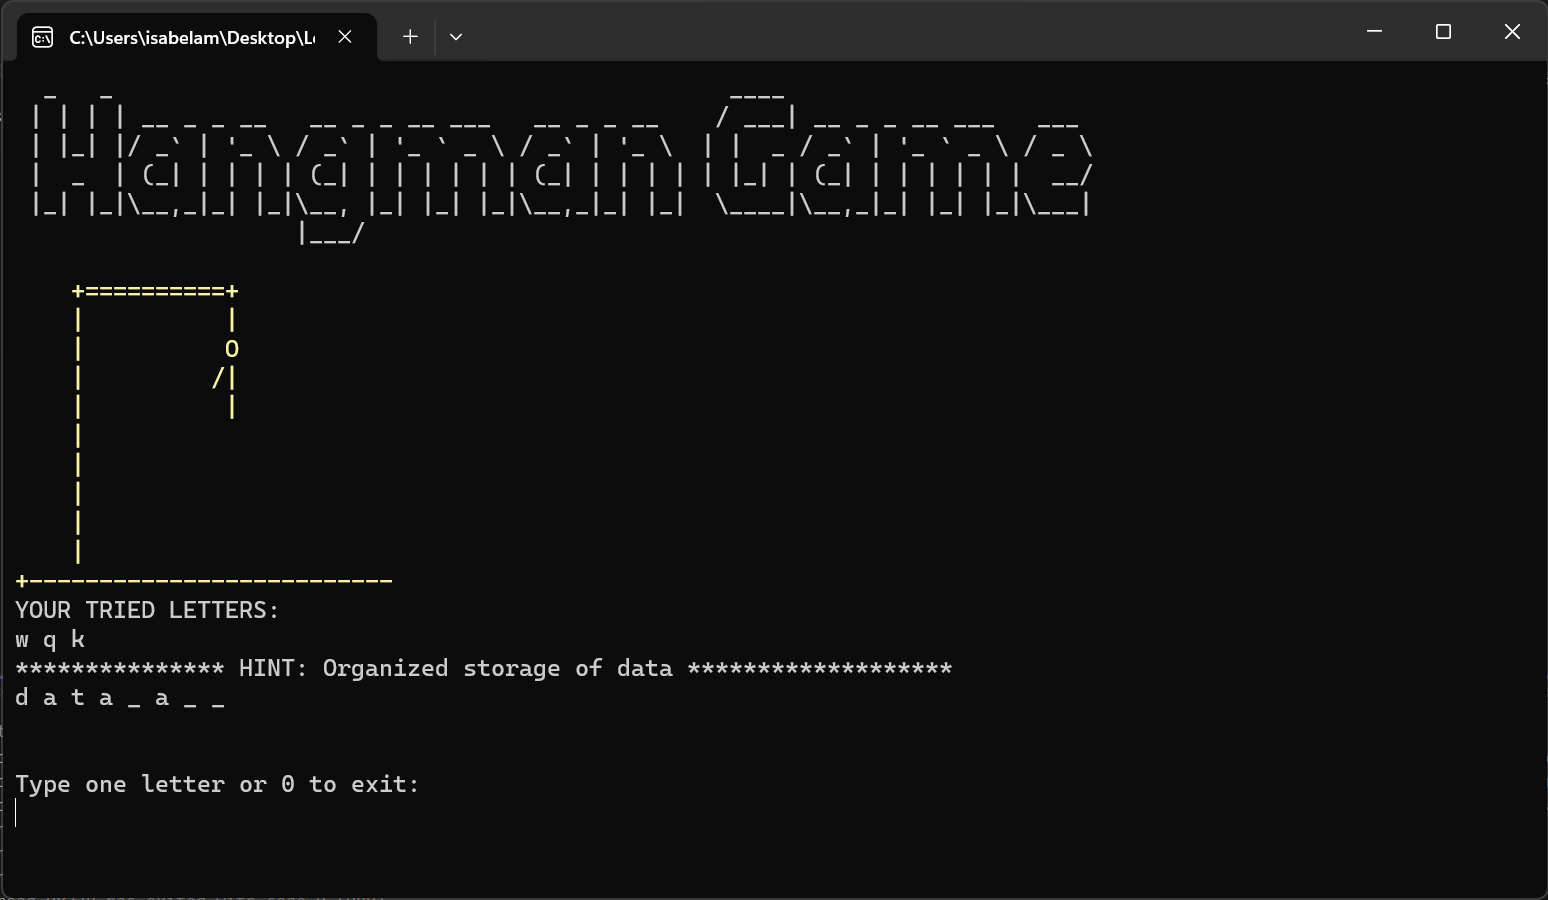 C:\Users\isabelam\Desktop\L
Hangman Game
+==========+
|          |
|          O
|         /|
|          |
|
|
|
|
|
+--------------------------
YOUR TRIED LETTERS:
w q k
*************** HINT: Organized storage of data *******************
d a t a _ a _ _
Type one letter or 0 to exit: